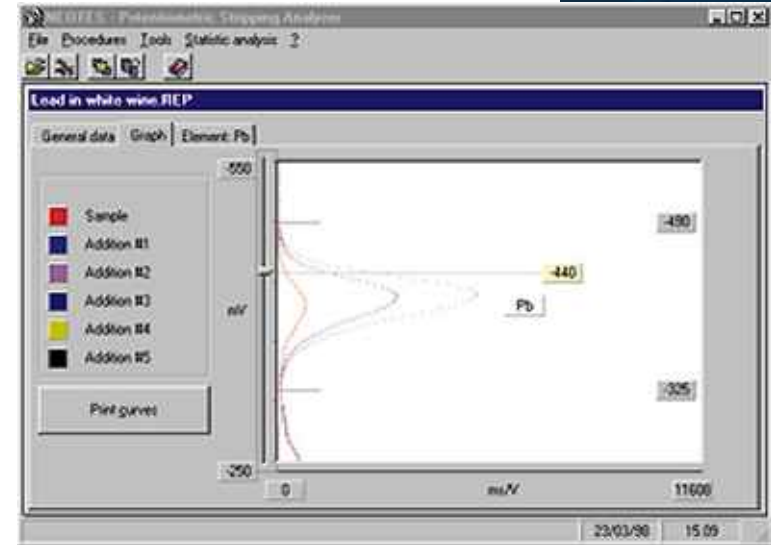 NEOTES - Potentiometric Stripping Analyzer
File Procedures Tools Statistic analysis ?
Lead in white wine.REP
General data Graph Element: Pb
-550
Sample
Addition #1
Addition #2
Addition #3
Addition #4
Addition #5
mV
-490
-440
Pb
-325
Print curves
-250
0 ms/V 11600
23/03/98 15:09